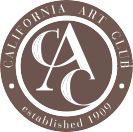 CALIFORNIA ART CLUB
CAC
established 1909